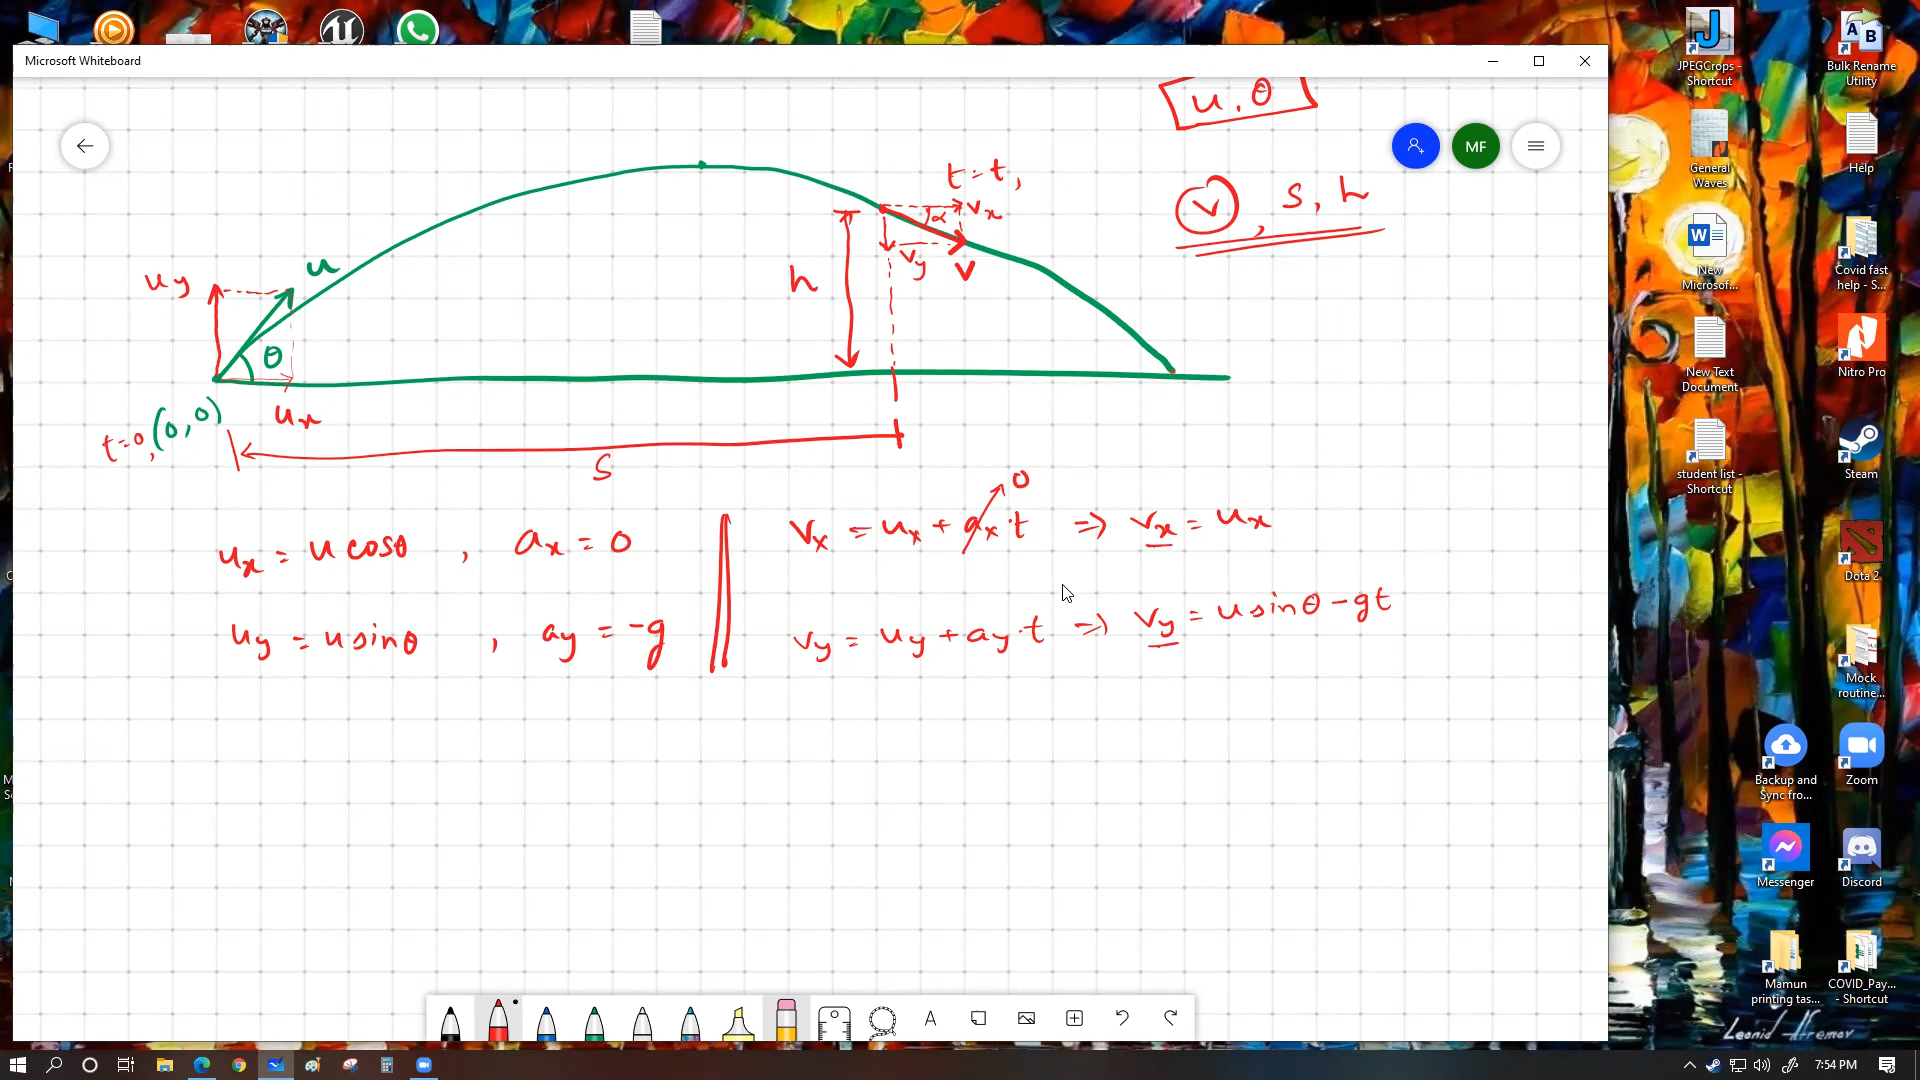 Microsoft Whiteboard
u, θ
MF
t = t,
v , s, h
vx
α
vy
v
h
uy
u
θ
ux
t=0, (0,0)
s
0
ux = u cosθ , ax = 0
vx = ux + ax·t ⇒ vx = ux
uy = u sinθ , ay = -g
vy = uy + ay·t ⇒ vy = u sinθ - gt
A
JPEGCrops - Shortcut
Bulk Rename Utility
General Waves
Help
New Microsof...
Covid fast help - S...
New Text Document
Nitro Pro
student list - Shortcut
Steam
Dota 2
Mock routine...
Backup and Sync fro...
Zoom
Messenger
Discord
Mamun printing tas...
COVID_Pay... - Shortcut
Leonid Afremov
7:54 PM